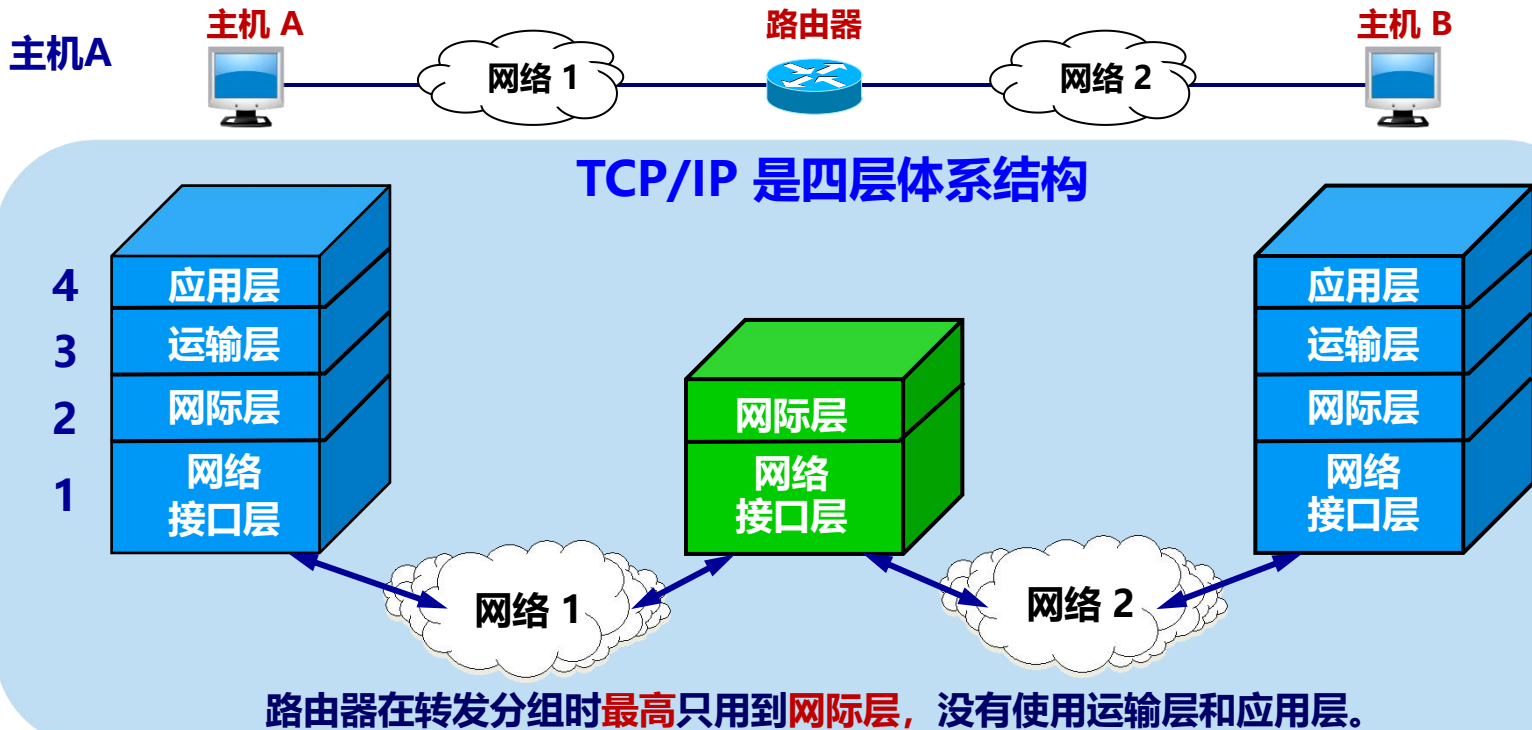 主机A
主机 A
路由器
主机 B
网络 1
网络 2
TCP/IP 是四层体系结构
4
应用层
3
运输层
2
网际层
1
网络
接口层
网际层
网络
接口层
应用层
运输层
网际层
网络
接口层
网络 1
网络 2
路由器在转发分组时最高只用到网际层，没有使用运输层和应用层。